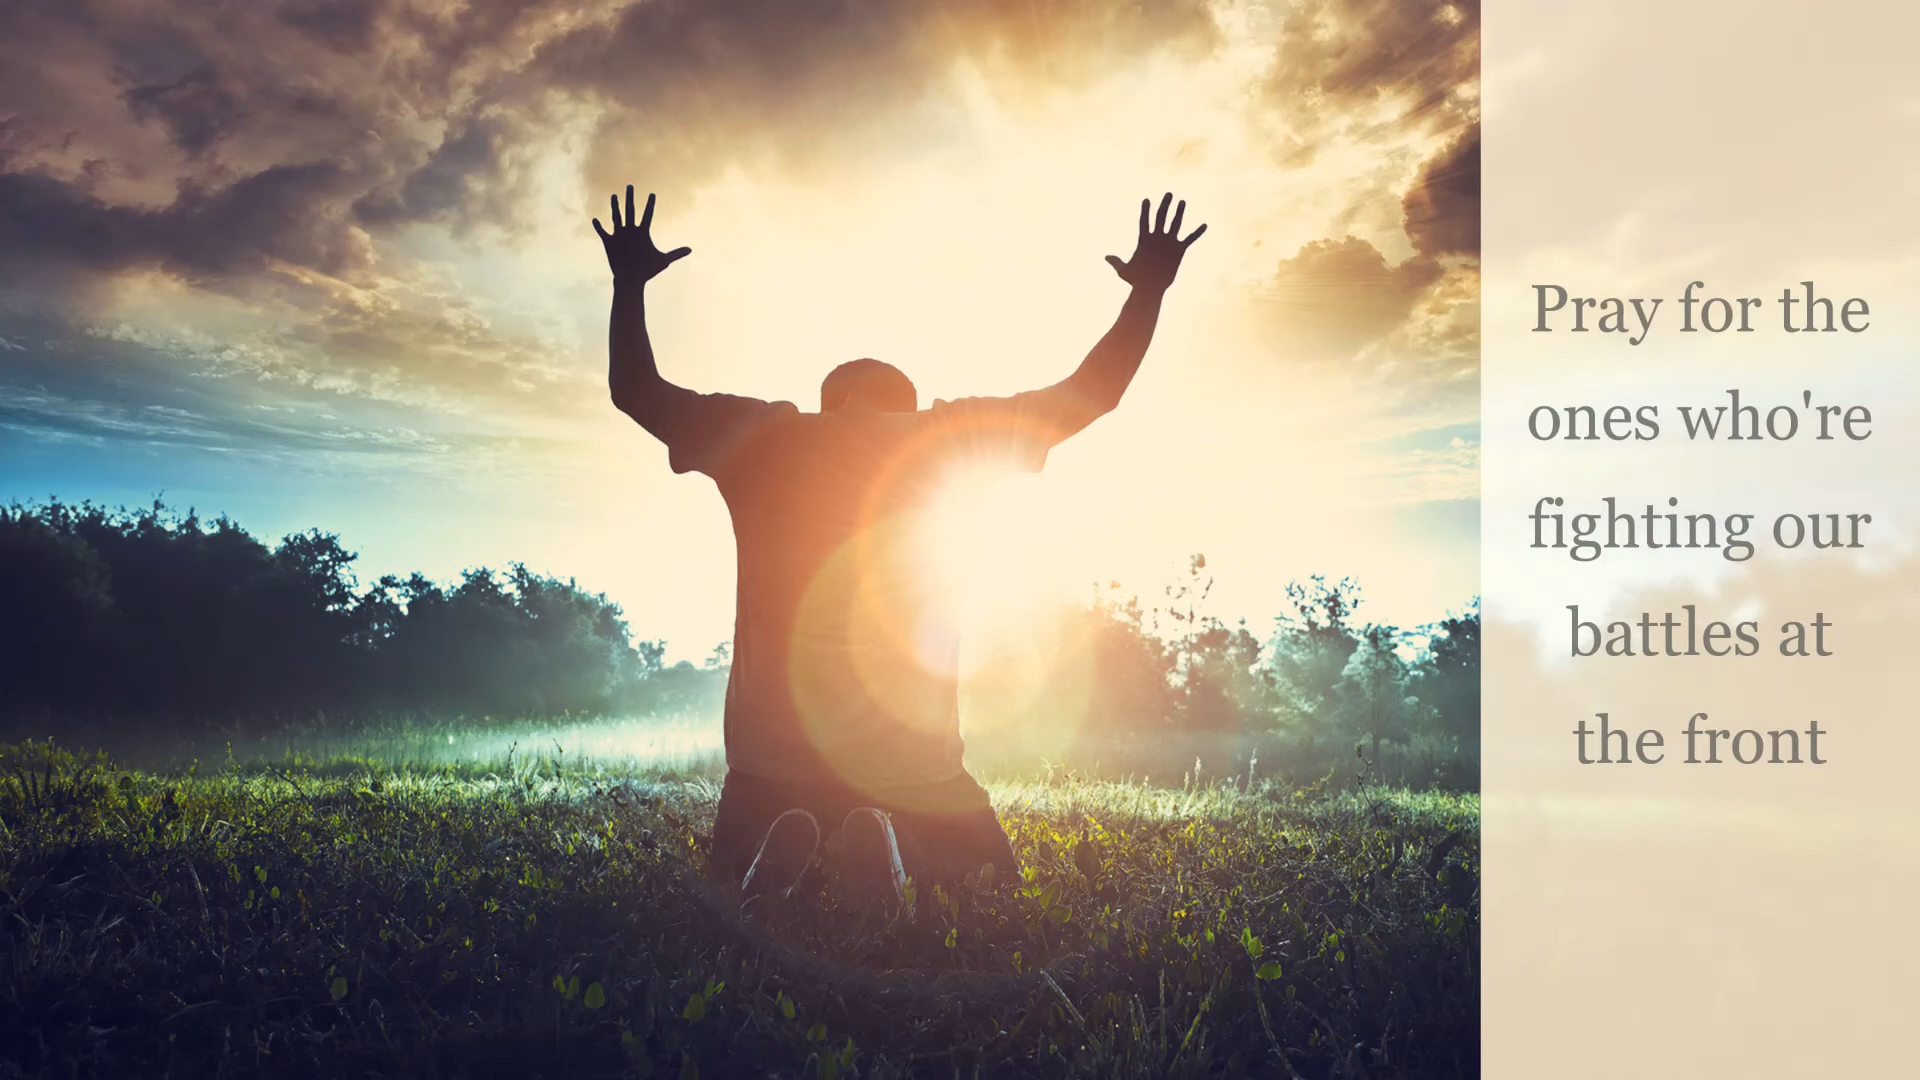 Pray for the
ones who're
fighting our
battles at
the front